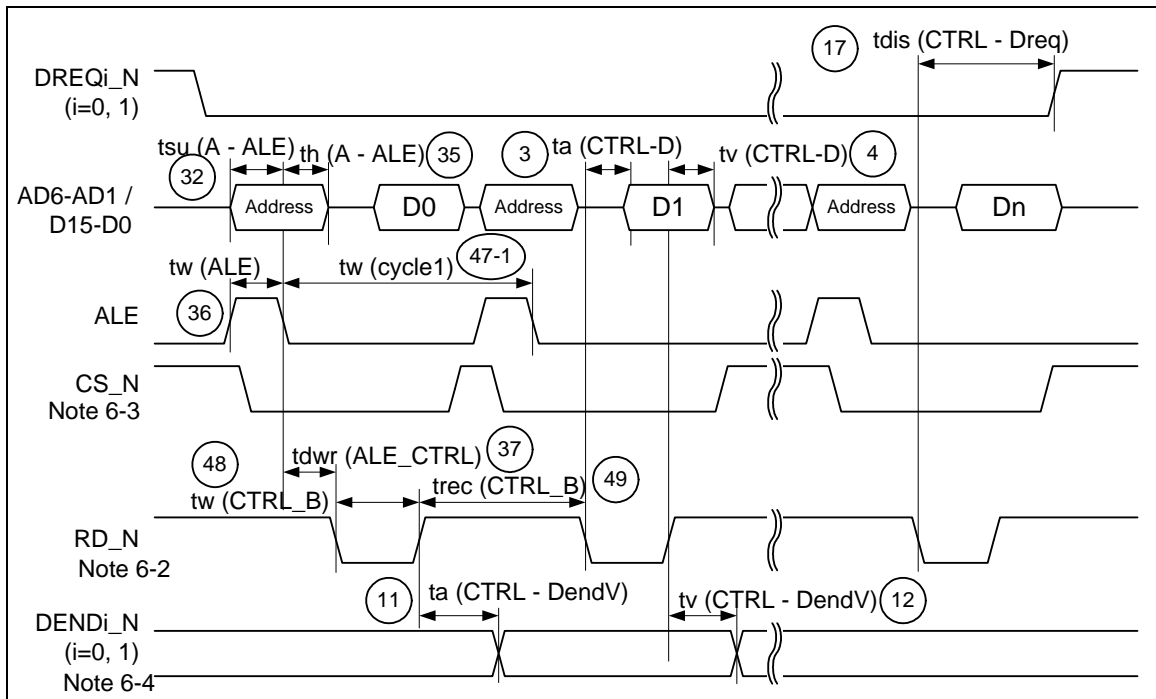 17 tdis (CTRL - Dreq)
DREQi_N
(i=0, 1)
tsu (A - ALE) th (A - ALE) 35 3 ta (CTRL-D) tv (CTRL-D) 4
32
AD6-AD1 /
D15-D0
Address D0 Address D1 Address Dn
tw (ALE) tw (cycle1) 47-1
ALE 36
CS_N
Note 6-3
48 tdwr (ALE_CTRL) 37
tw (CTRL_B) trec (CTRL_B) 49
RD_N
Note 6-2
11 ta (CTRL - DendV) tv (CTRL - DendV) 12
DENDi_N
(i=0, 1)
Note 6-4